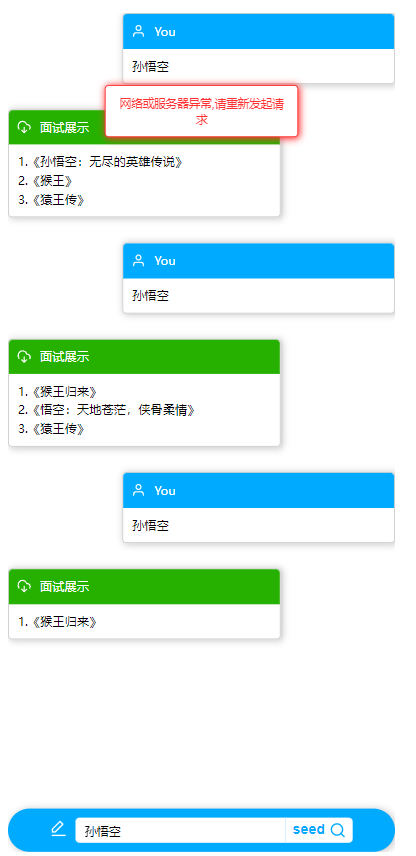 You
孙悟空
网络或服务器异常,请重新发起请
求
面试展示
1.《孙悟空：无尽的英雄传说》
2.《猴王》
3.《猿王传》
You
孙悟空
面试展示
1.《猴王归来》
2.《悟空：天地苍茫，侠骨柔情》
3.《猿王传》
You
孙悟空
面试展示
1.《猴王归来》
孙悟空
seed